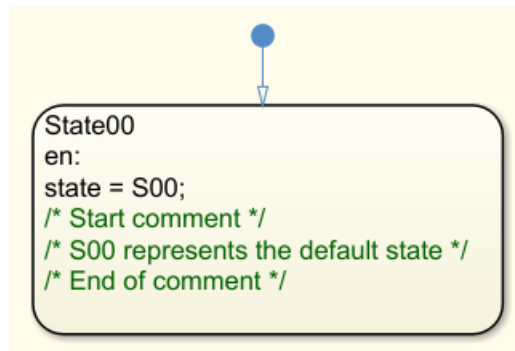 State00
en:
state = S00;
/* Start comment */
/* S00 represents the default state */
/* End of comment */